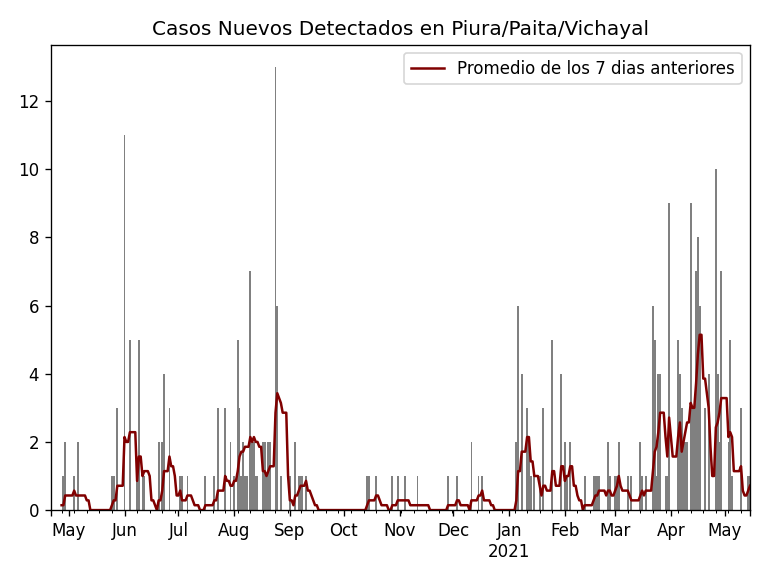 Casos Nuevos Detectados en Piura/Paita/Vichayal
Promedio de los 7 dias anteriores
12
10
8
6
4
2
0
May Jun Jul Aug Sep Oct Nov Dec Jan Feb Mar Apr May
2021